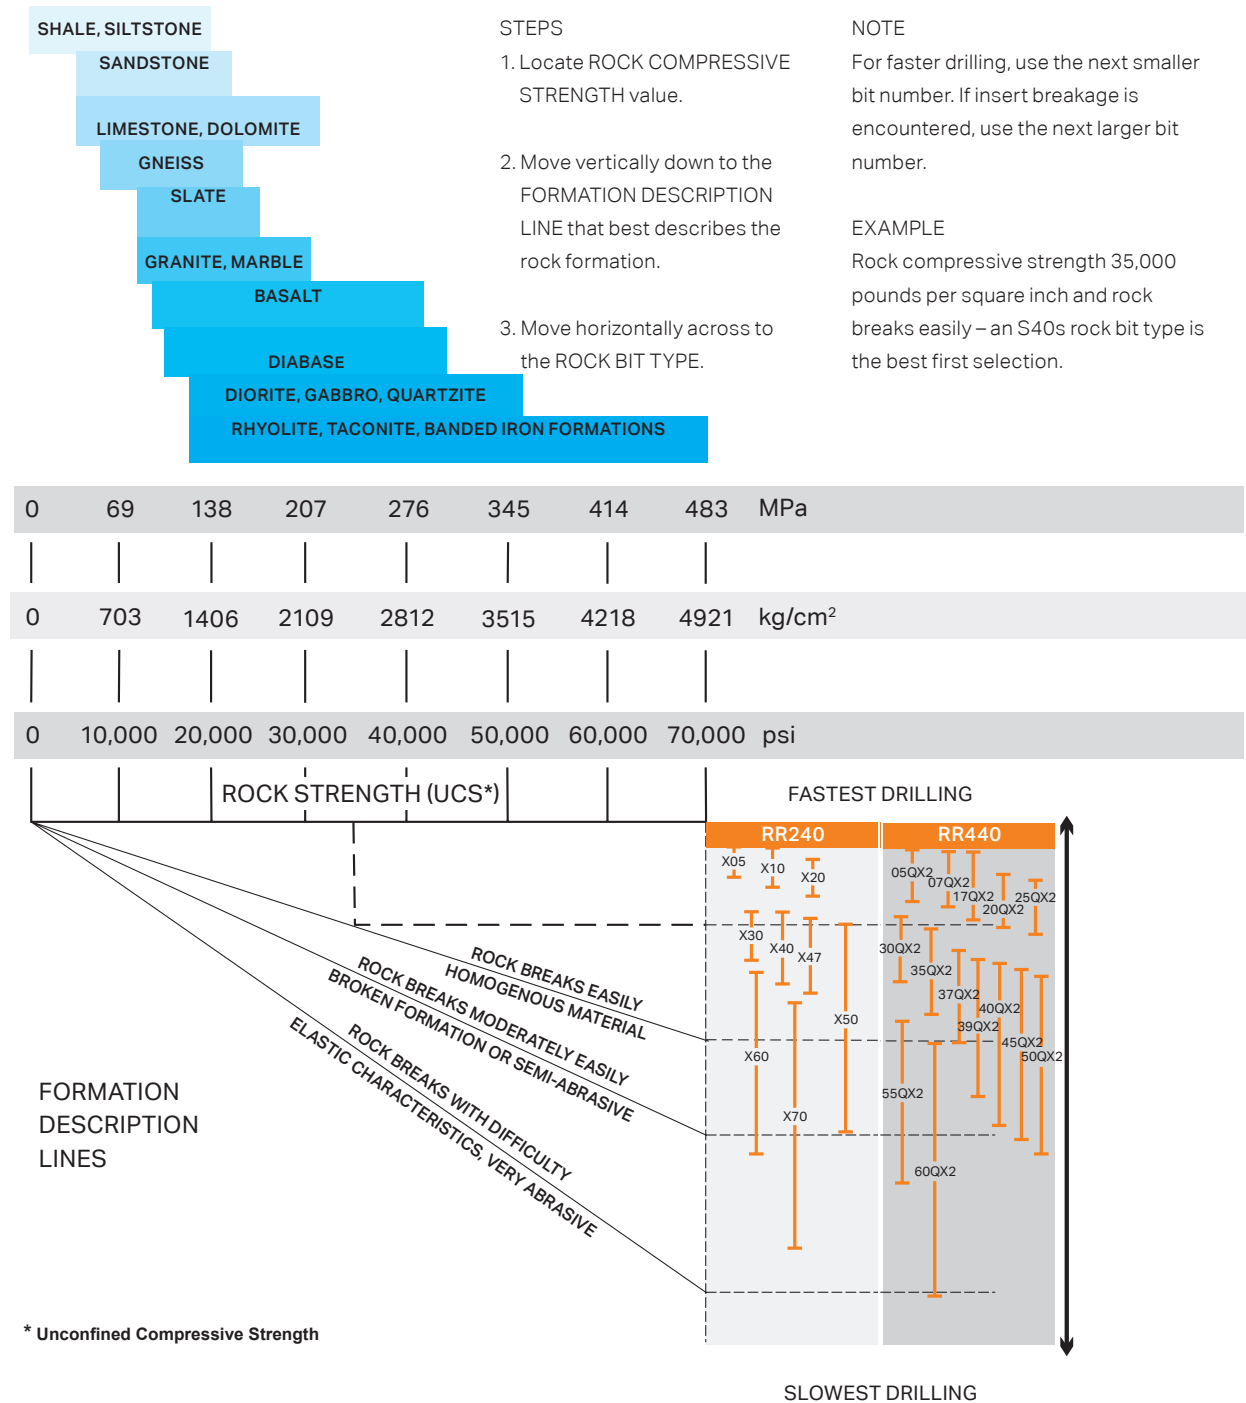 SHALE, SILTSTONE
SANDSTONE
LIMESTONE, DOLOMITE
GNEISS
SLATE
GRANITE, MARBLE
BASALT
DIABASE
DIORITE, GABBRO, QUARTZITE
RHYOLITE, TACONITE, BANDED IRON FORMATIONS
STEPS
1. Locate ROCK COMPRESSIVE
STRENGTH value.
2. Move vertically down to the
FORMATION DESCRIPTION
LINE that best describes the
rock formation.
3. Move horizontally across to
the ROCK BIT TYPE.
NOTE
For faster drilling, use the next smaller
bit number. If insert breakage is
encountered, use the next larger bit
number.
EXAMPLE
Rock compressive strength 35,000
pounds per square inch and rock
breaks easily – an S40s rock bit type is
the best first selection.
0 69 138 207 276 345 414 483 MPa
0 703 1406 2109 2812 3515 4218 4921 kg/cm²
0 10,000 20,000 30,000 40,000 50,000 60,000 70,000 psi
ROCK STRENGTH (UCS*)
FASTEST DRILLING
RR240
RR440
X05
X10
X20
X30
X40
X47
X50
X60
X70
05QX2
07QX2
17QX2
20QX2
25QX2
30QX2
35QX2
37QX2
39QX2
40QX2
45QX2
50QX2
55QX2
60QX2
ROCK BREAKS EASILY
HOMOGENOUS MATERIAL
ROCK BREAKS MODERATELY EASILY
BROKEN FORMATION OR SEMI-ABRASIVE
ROCK BREAKS WITH DIFFICULTY
ELASTIC CHARACTERISTICS, VERY ABRASIVE
FORMATION
DESCRIPTION
LINES
* Unconfined Compressive Strength
SLOWEST DRILLING